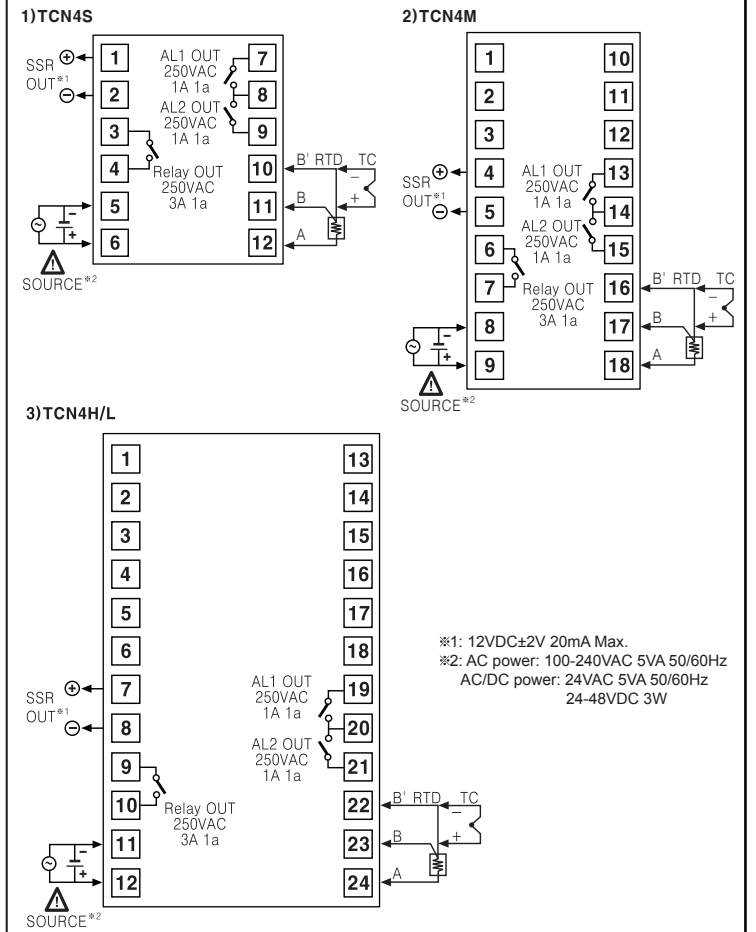 1)TCN4S
SSR
OUT※1
⊕
⊖
1
2
3
4
5
6
AL1 OUT
250VAC
1A 1a
AL2 OUT
250VAC
1A 1a
Relay OUT
250VAC
3A 1a
7
8
9
10
11
12
B' RTD TC
−
+
B
A
−
+
SOURCE※2
2)TCN4M
SSR
OUT※1
⊕
⊖
1
2
3
4
5
6
7
8
9
AL1 OUT
250VAC
1A 1a
AL2 OUT
250VAC
1A 1a
Relay OUT
250VAC
3A 1a
10
11
12
13
14
15
16
17
18
B' RTD TC
−
+
B
A
−
+
SOURCE※2
3)TCN4H/L
SSR
OUT※1
⊕
⊖
1
2
3
4
5
6
7
8
9
10
11
12
AL1 OUT
250VAC
1A 1a
AL2 OUT
250VAC
1A 1a
Relay OUT
250VAC
3A 1a
13
14
15
16
17
18
19
20
21
22
23
24
B' RTD TC
−
+
B
A
−
+
SOURCE※2
※1: 12VDC±2V 20mA Max.
※2: AC power: 100-240VAC 5VA 50/60Hz
AC/DC power: 24VAC 5VA 50/60Hz
24-48VDC 3W